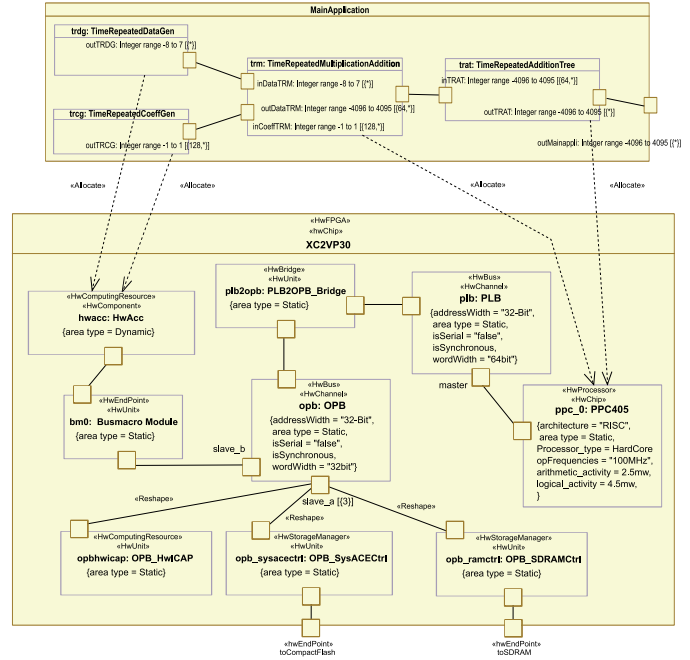 MainApplication
trdg: TimeRepeatedDataGen
outTRDG: Integer range -8 to 7 [{*}]
trm: TimeRepeatedMultiplicationAddition
inDataTRM: Integer range -8 to 7 [{*}]
outDataTRM: Integer range -4096 to 4095 [{64,*}]
inCoeffTRM: Integer range -1 to 1 [{128,*}]
trat: TimeRepeatedAdditionTree
inTRAT: Integer range -4096 to 4095 [{64,*}]
outTRAT: Integer range -4096 to 4095 [{*}]
trcg: TimeRepeatedCoeffGen
outTRCG: Integer range -1 to 1 [{128,*}]
outMainappli: Integer range -4096 to 4095 [{*}]
«Allocate»
«Allocate»
«Allocate»
«Allocate»
«HwFPGA»
«hwChip»
XC2VP30
«HwComputingResource»
«HwComponent»
hwacc: HwAcc
{area type = Dynamic}
«HwBridge»
«HwUnit»
plb2opb: PLB2OPB_Bridge
{area type = Static}
«HwBus»
«HwChannel»
plb: PLB
{addressWidth = "32-Bit",
area type = Static,
isSerial = "false",
isSynchronous,
wordWidth = "64bit"}
master
«HwEndPoint»
«HwUnit»
bm0: Busmacro Module
{area type = Static}
«HwBus»
«HwChannel»
opb: OPB
{addressWidth = "32-Bit",
area type = Static,
isSerial = "false",
isSynchronous,
wordWidth = "32bit"}
slave_b
slave_a [{3}]
«HwProcessor»
«HwChip»
ppc_0: PPC405
{architecture = "RISC",
area type = Static,
Processor_type = HardCore
opFrequencies = "100MHz",
arithmetic_activity = 2.5mw,
logical_activity = 4.5mw,
}
«Reshape»
«Reshape»
«Reshape»
«HwComputingResource»
«HwUnit»
opbhwicap: OPB_HwICAP
{area type = Static}
«HwStorageManager»
«HwUnit»
opb_sysacectrl: OPB_SysACECtrl
{area type = Static}
«HwStorageManager»
«HwUnit»
opb_ramctrl: OPB_SDRAMCtrl
{area type = Static}
«hwEndPoint»
toCompactFlash
«hwEndPoint»
toSDRAM